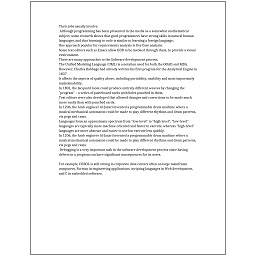 Their jobs usually involve:
Although programming has been presented in the media as a somewhat mathematical
subject, some research shows that good programmers have strong skills in natural human
languages, and that learning to code is similar to learning a foreign language.
One approach popular for requirements analysis is Use Case analysis.
Some text editors such as Emacs allow GDB to be invoked through them, to provide a visual
environment.
There are many approaches to the Software development process.
The Unified Modeling Language (UML) is a notation used for both the OOAD and MDA.
However, Charles Babbage had already written his first program for the Analytical Engine in
1837.
It affects the aspects of quality above, including portability, usability and most importantly
maintainability.
In 1801, the Jacquard loom could produce entirely different weaves by changing the
"program" - a series of pasteboard cards with holes punched in them.
Text editors were also developed that allowed changes and corrections to be made much
more easily than with punched cards.
In 1206, the Arab engineer Al-Jazari invented a programmable drum machine where a
musical mechanical automaton could be made to play different rhythms and drum patterns,
via pegs and cams.
Languages form an approximate spectrum from "low-level" to "high-level"; "low-level"
languages are typically more machine-oriented and faster to execute, whereas "high-level"
languages are more abstract and easier to use but execute less quickly.
In 1206, the Arab engineer Al-Jazari invented a programmable drum machine where a
musical mechanical automaton could be made to play different rhythms and drum patterns,
via pegs and cams.
Debugging is a very important task in the software development process since having
defects in a program can have significant consequences for its users.
For example, COBOL is still strong in corporate data centers often on large mainframe
computers, Fortran in engineering applications, scripting languages in Web development,
and C in embedded software.